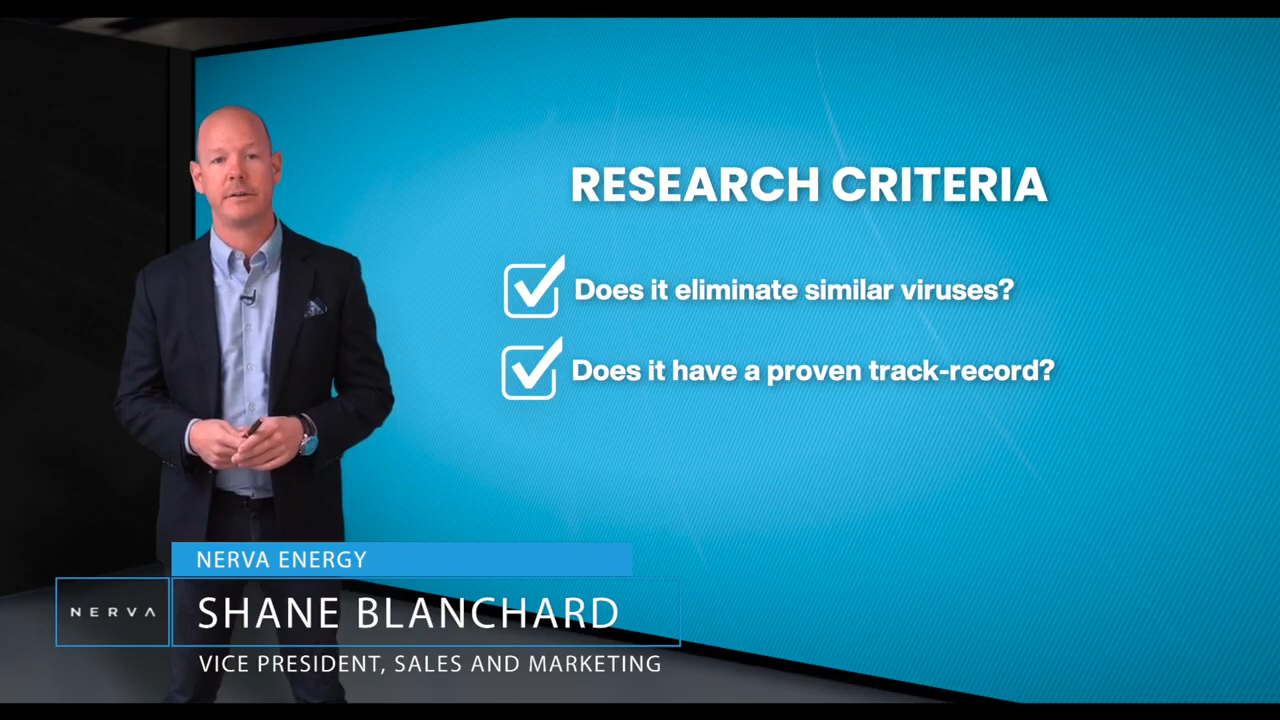 RESEARCH CRITERIA
Does it eliminate similar viruses?
Does it have a proven track-record?
NERVA ENERGY
NERVA
SHANE BLANCHARD
VICE PRESIDENT, SALES AND MARKETING